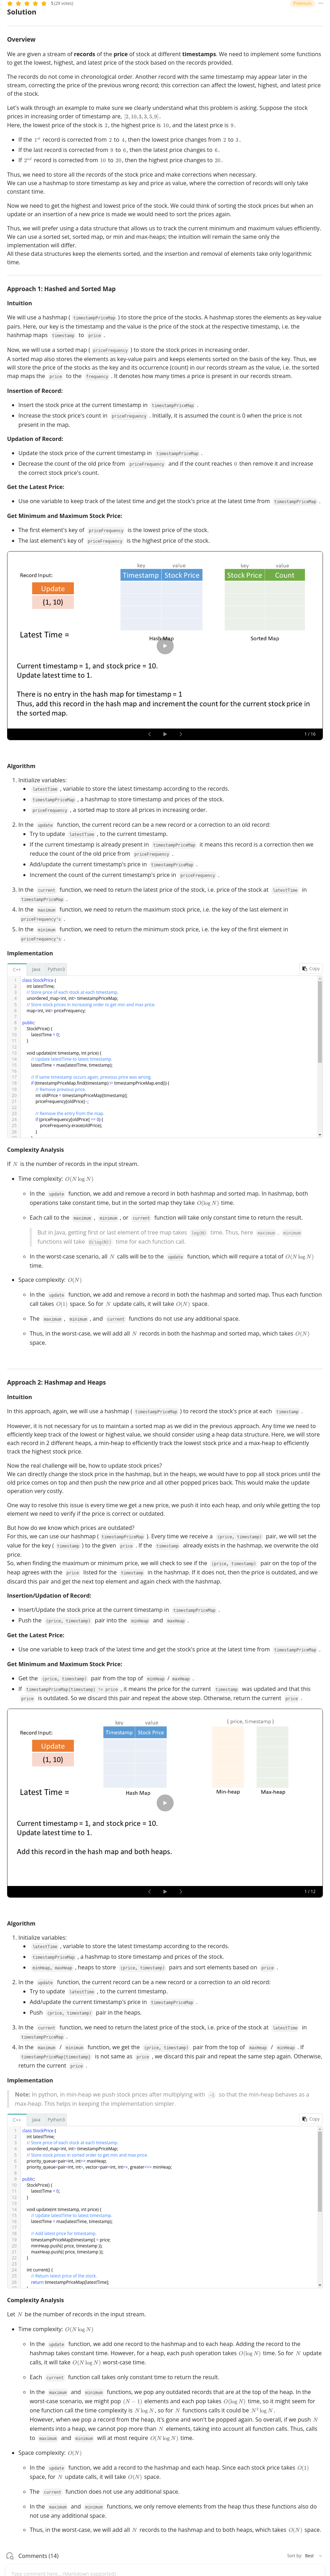 5 (20 votes)
Premium
Solution
Overview
We are given a stream of records of the price of stock at different timestamps. We need to implement some functions
to get the lowest, highest, and latest price of the stock based on the records provided.
The records do not come in chronological order. Another record with the same timestamp may appear later in the
stream, correcting the price of the previous wrong record; this correction can affect the lowest, highest, and latest price
of the stock.
Let's walk through an example to make sure we clearly understand what this problem is asking. Suppose the stock
prices in increasing order of timestamp are, [2, 10, 3, 3, 5, 9].
Here, the lowest price of the stock is 2, the highest price is 10, and the latest price is 9.
If the 1st record is corrected from 2 to 4, then the lowest price changes from 2 to 3.
If the last record is corrected from 9 to 6, then the latest price changes to 6.
If 2nd record is corrected from 10 to 20, then the highest price changes to 20.
Thus, we need to store all the records of the stock price and make corrections when necessary.
We can use a hashmap to store timestamp as key and price as value, where the correction of records will only take
constant time.
Now we need to get the highest and lowest price of the stock. We could think of sorting the stock prices but when an
update or on insertion of a new price is made we would need to sort the prices again.
Thus, we will prefer using a data structure that allows us to track the current minimum and maximum values efficiently.
We can use a sorted set, sorted map, or min and max-heaps; the intuition will remain the same only the
implementation will differ.
All these data structures keep the elements sorted, and the insertion and removal of elements take only logarithmic
time.
Approach 1: Hashed and Sorted Map
Intuition
We will use a hashmap ( timestampPriceMap ) to store the price of the stocks. A hashmap stores the elements as key-value
pairs. Here, our key is the timestamp and the value is the price of the stock at the respective timestamp, i.e. the
hashmap maps timestamp to price .
Now, we will use a sorted map ( priceFrequency ) to store the stock prices in increasing order.
A sorted map also stores the elements as key-value pairs and keeps elements sorted on the basis of the key. Thus, we
will store the price of the stocks as the key and its occurrence (count) in our records stream as the value, i.e. the sorted
map maps the price to the frequency . It denotes how many times a price is present in our records stream.
Insertion of Record:
Insert the stock price at the current timestamp in timestampPriceMap .
Increase the stock price's count in priceFrequency . Initially, it is assumed the count is 0 when the price is not
present in the map.
Updation of Record:
Update the stock price of the current timestamp in timestampPriceMap .
Decrease the count of the old price from priceFrequency and if the count reaches 0 then remove it and increase
the correct stock price's count.
Get the Latest Price:
Use one variable to keep track of the latest time and get the stock's price at the latest time from timestampPriceMap .
Get Minimum and Maximum Stock Price:
The first element's key of priceFrequency is the lowest price of the stock.
The last element's key of priceFrequency is the highest price of the stock.
key value key value
Record Input: Timestamp Stock Price Stock Price Count
Update
{1, 10}
Latest Time = Hash Map Sorted Map
Current timestamp = 1, and stock price = 10.
Update latest time to 1.
There is no entry in the hash map for timestamp = 1
Thus, add this record in the hash map and increment the count for the current stock price in
the sorted map.
1 / 16
Algorithm
1. Initialize variables:
latestTime , variable to store the latest timestamp according to the records.
timestampPriceMap , a hashmap to store timestamp and prices of the stock.
priceFrequency , a sorted map to store all prices in increasing order.
2. In the update function, the current record can be a new record or a correction to an old record:
Try to update latestTime , to the current timestamp.
If the current timestamp is already present in timestampPriceMap it means this record is a correction then we
reduce the count of the old price from priceFrequency .
Add/update the current timestamp's price in timestampPriceMap .
Increment the count of the current timestamp's price in priceFrequency .
3. In the current function, we need to return the latest price of the stock, i.e. price of the stock at latestTime in
timestampPriceMap .
4. In the maximum function, we need to return the maximum stock price, i.e. the key of the last element in
priceFrequency's .
5. In the minimum function, we need to return the minimum stock price, i.e. the key of the first element in
priceFrequency's .
Implementation
C++ Java Python3 Copy
1 class StockPrice {
2 int latestTime;
3 // Store price of each stock at each timestamp.
4 unordered_map<int, int> timestampPriceMap;
5 // Store stock prices in increasing order to get min and max price.
6 map<int, int> priceFrequency;
7
8 public:
9 StockPrice() {
10 latestTime = 0;
11 }
12
13 void update(int timestamp, int price) {
14 // Update latestTime to latest timestamp.
15 latestTime = max(latestTime, timestamp);
16
17 // If same timestamp occurs again, previous price was wrong.
18 if (timestampPriceMap.find(timestamp) != timestampPriceMap.end()) {
19 // Remove previous price.
20 int oldPrice = timestampPriceMap[timestamp];
21 priceFrequency[oldPrice]--;
22
23 // Remove the entry from the map.
24 if (priceFrequency[oldPrice] == 0) {
25 priceFrequency.erase(oldPrice);
26 }
Complexity Analysis
If N is the number of records in the input stream.
Time complexity: O(N log N)
In the update function, we add and remove a record in both hashmap and sorted map. In hashmap, both
operations take constant time, but in the sorted map they take O(log N) time.
Each call to the maximum , minimum , or current function will take only constant time to return the result.
But in Java, getting first or last element of tree map takes log(N) time. Thus, here maximum , minimum
functions will take O(log(N)) time for each function call.
In the worst-case scenario, all N calls will be to the update function, which will require a total of O(N log N)
time.
Space complexity: O(N)
In the update function, we add and remove a record in both the hashmap and sorted map. Thus each function
call takes O(1) space. So for N update calls, it will take O(N) space.
The maximum , minimum , and current functions do not use any additional space.
Thus, in the worst-case, we will add all N records in both the hashmap and sorted map, which takes O(N)
space.
Approach 2: Hashmap and Heaps
Intuition
In this approach, again, we will use a hashmap ( timestampPriceMap ) to record the stock's price at each timestamp .
However, it is not necessary for us to maintain a sorted map as we did in the previous approach. Any time we need to
efficiently keep track of the lowest or highest value, we should consider using a heap data structure. Here, we will store
each record in 2 different heaps, a min-heap to efficiently track the lowest stock price and a max-heap to efficiently
track the highest stock price.
Now the real challenge will be, how to update stock prices?
We can directly change the stock price in the hashmap, but in the heaps, we would have to pop all stock prices until the
old price comes on top and then push the new price and all other popped prices back. This would make the update
operation very costly.
One way to resolve this issue is every time we get a new price, we push it into each heap, and only while getting the top
element we need to verify if the price is correct or outdated.
But how do we know which prices are outdated?
For this, we can use our hashmap ( timestampPriceMap ). Every time we receive a (price, timestamp) pair, we will set the
value for the key ( timestamp ) to the given price . If the timestamp already exists in the hashmap, we overwrite the old
price.
So, when finding the maximum or minimum price, we will check to see if the (price, timestamp) pair on the top of the
heap agrees with the price listed for the timestamp in the hashmap. If it does not, then the price is outdated, and we
discard this pair and get the next top element and again check with the hashmap.
Insertion/Updation of Record:
Insert/Update the stock price at the current timestamp in timestampPriceMap .
Push the (price, timestamp) pair into the minHeap and maxHeap .
Get the Latest Price:
Use one variable to keep track of the latest time and get the stock's price at the latest time from timestampPriceMap .
Get Minimum and Maximum Stock Price:
Get the (price, timestamp) pair from the top of minHeap / maxHeap .
If timestampPriceMap(timestamp) != price , it means the price for the current timestamp was updated and that this
price is outdated. So we discard this pair and repeat the above step. Otherwise, return the current price .
key value { price, timestamp }
Record Input: Timestamp Stock Price
Update
{1, 10}
Latest Time = Hash Map Min-heap Max-heap
Current timestamp = 1, and stock price = 10.
Update latest time to 1.
Add this record in the hash map and both heaps.
1 / 12
Algorithm
1. Initialize variables:
latestTime , variable to store the latest timestamp according to the records.
timestampPriceMap , a hashmap to store timestamp and prices of the stock.
minHeap, maxHeap , heaps to store (price, timestamp) pairs and sort elements based on price .
2. In the update function, the current record can be a new record or a correction to an old record:
Try to update latestTime , to the current timestamp.
Add/update the current timestamp's price in timestampPriceMap .
Push (price, timestamp) pair in the heaps.
3. In the current function, we need to return the latest price of the stock, i.e. price of the stock at latestTime in
timestampPriceMap .
4. In the maximum / minimum function, we get the (price, timestamp) pair from the top of maxHeap / minHeap . If
timestampPriceMap[timestamp] is not same as price , we discard this pair and repeat the same step again. Otherwise,
return the current price .
Implementation
Note: In python, in min-heap we push stock prices after multiplying with -1 so that the min-heap behaves as a
max-heap. This helps in keeping the implementation simpler.
C++ Java Python3 Copy
1 class StockPrice {
2 int latestTime;
3 // Store price of each stock at each timestamp.
4 unordered_map<int, int> timestampPriceMap;
5 // Store stock prices in sorted order to get min and max price.
6 priority_queue<pair<int, int>> maxHeap;
7 priority_queue<pair<int, int>, vector<pair<int, int>>, greater<>> minHeap;
8
9 public:
10 StockPrice() {
11 latestTime = 0;
12 }
13
14 void update(int timestamp, int price) {
15 // Update latestTime to latest timestamp.
16 latestTime = max(latestTime, timestamp);
17
18 // Add latest price for timestamp.
19 timestampPriceMap[timestamp] = price;
20 minHeap.push({ price, timestamp });
21 maxHeap.push({ price, timestamp });
22 }
23
24 int current() {
25 // Return latest price of the stock.
26 return timestampPriceMap[latestTime];
Complexity Analysis
Let N be the number of records in the input stream.
Time complexity: O(N log N)
In the update function, we add one record to the hashmap and to each heap. Adding the record to the
hashmap takes constant time. However, for a heap, each push operation takes O(log N) time. So for N update
calls, it will take O(N log N) worst-case time.
Each current function call takes only constant time to return the result.
In the maximum and minimum functions, we pop any outdated records that are at the top of the heap. In the
worst-case scenario, we might pop (N − 1) elements and each pop takes O(log N) time, so it might seem for
one function call the time complexity is N log N, so for N functions calls it could be N² log N.
However, when we pop a record from the heap, it's gone and won't be popped again. So overall, if we push N
elements into a heap, we cannot pop more than N elements, taking into account all function calls. Thus, calls
to maximum and minimum will at most require O(N log N) time.
Space complexity: O(N)
In the update function, we add a record to the hashmap and each heap. Since each stock price takes O(1)
space, for N update calls, it will take O(N) space.
The current function does not use any additional space.
In the maximum and minimum functions, we only remove elements from the heap thus these functions also do
not use any additional space.
Thus, in the worst-case, we will add all N records to the hashmap and to both heaps, which takes O(N) space.
Comments (14)
Sort by: Best
Type comment here... (Markdown supported)